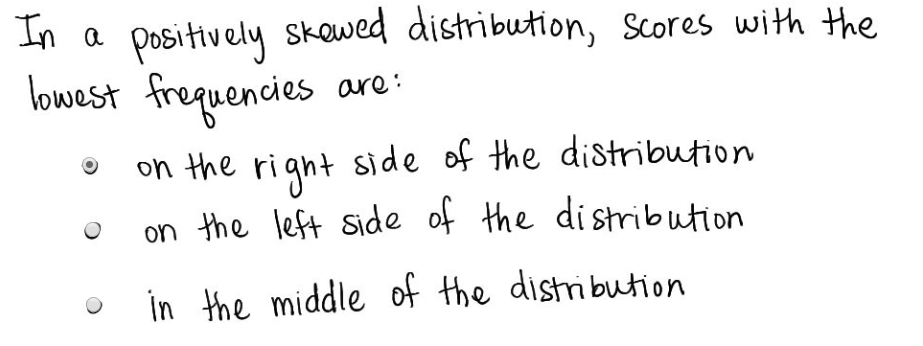 In a positively skewed distribution, scores with the
lowest frequencies are:
on the right side of the distribution
on the left side of the distribution
in the middle of the distribution